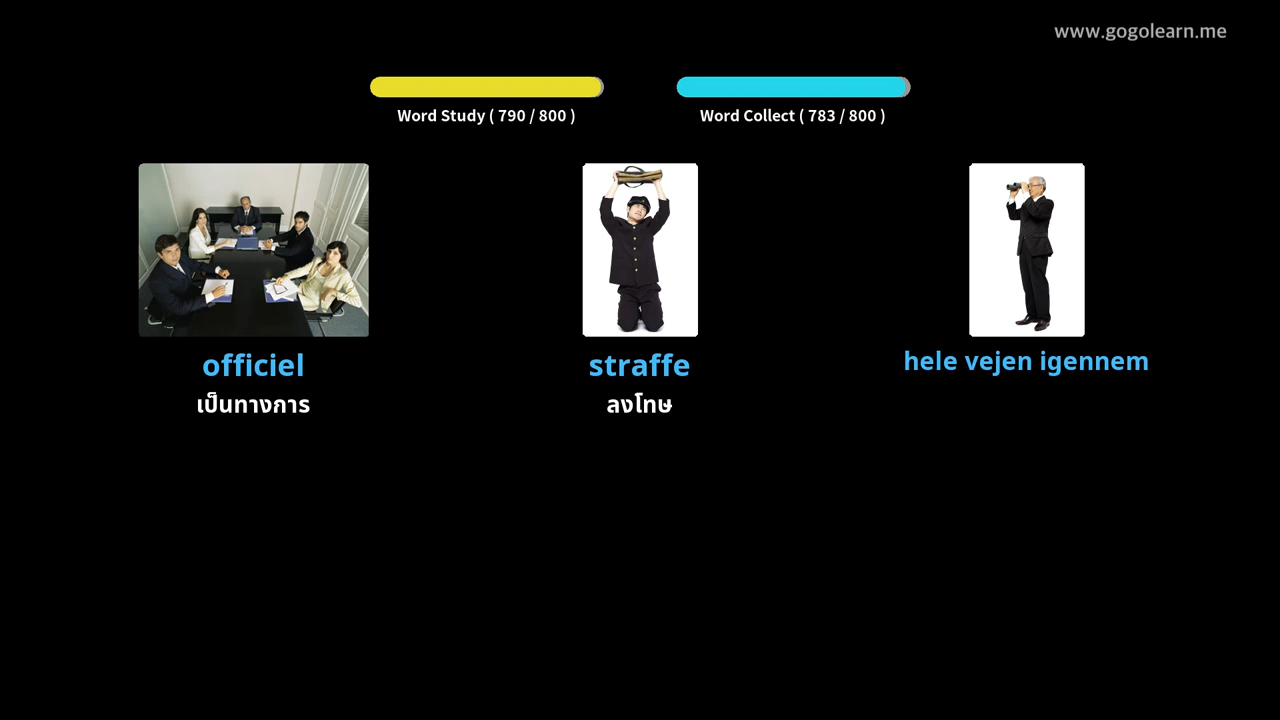 www.gogolearn.me
Word Study ( 790 / 800 )
Word Collect ( 783 / 800 )
officiel
straffe
hele vejen igennem
เป็นทางการ
ลงโทษ